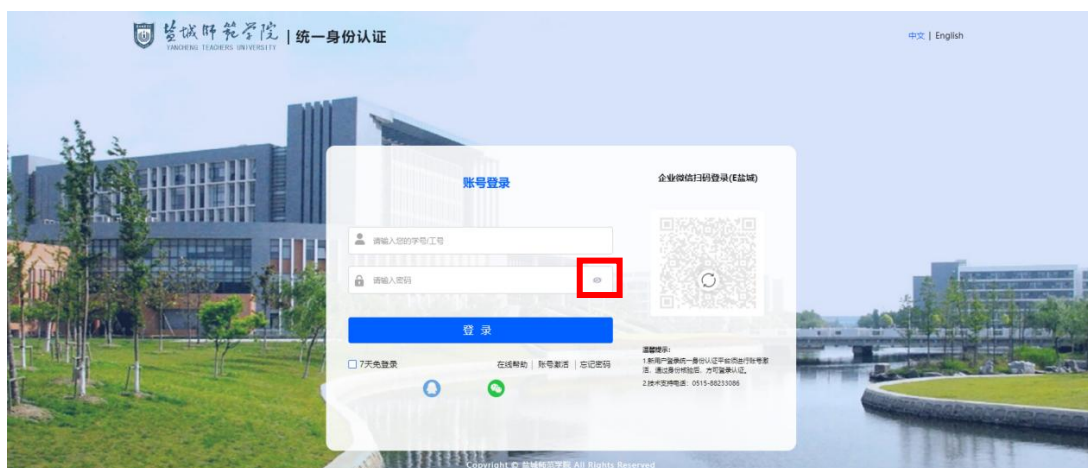 盐城师范学院
YANCHENG TEACHERS UNIVERSITY
统一身份认证
中文 | English
账号登录
企业微信扫码登录(E盐城)
请输入您的学号/工号
请输入密码
登 录
7天免登录
在线帮助 | 账号激活 | 忘记密码
温馨提示:
1.新用户登录统一身份认证平台前须进行账号激
活，通过身份核验后，方可登录认证。
2.技术支持电话：0515-88233086
Copyright © 盐城师范学院 All Rights Reserved